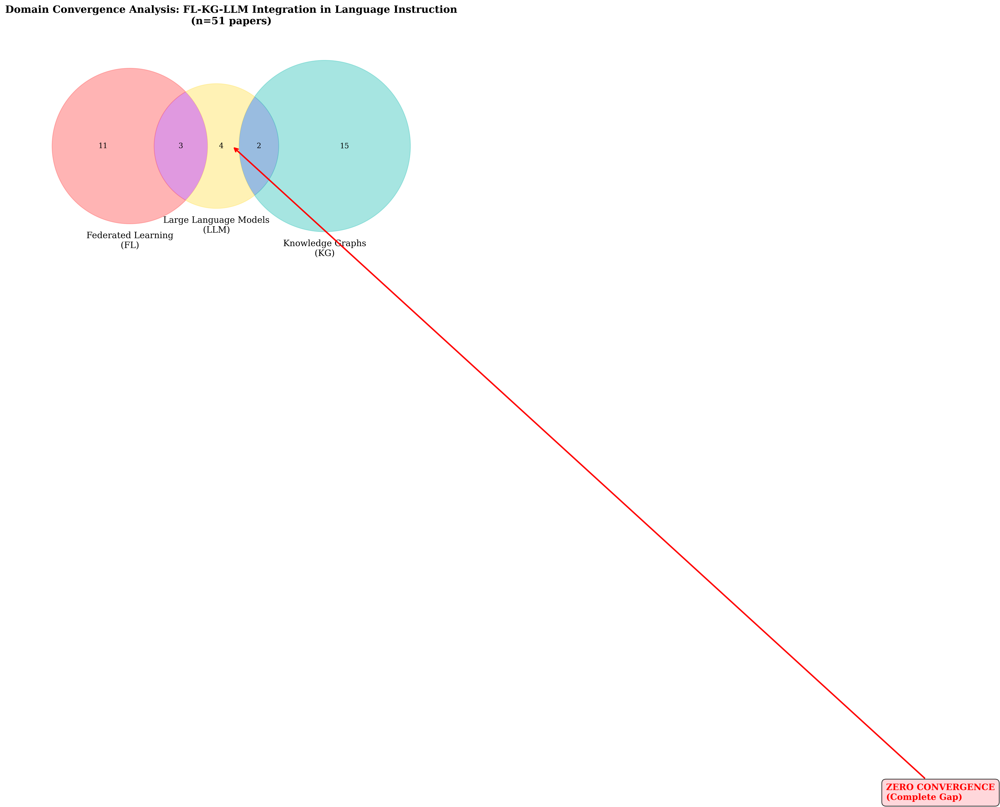 Domain Convergence Analysis: FL-KG-LLM Integration in Language Instruction
(n=51 papers)
11
3
4
2
15
Large Language Models
(LLM)
Federated Learning
(FL)
Knowledge Graphs
(KG)
ZERO CONVERGENCE
(Complete Gap)